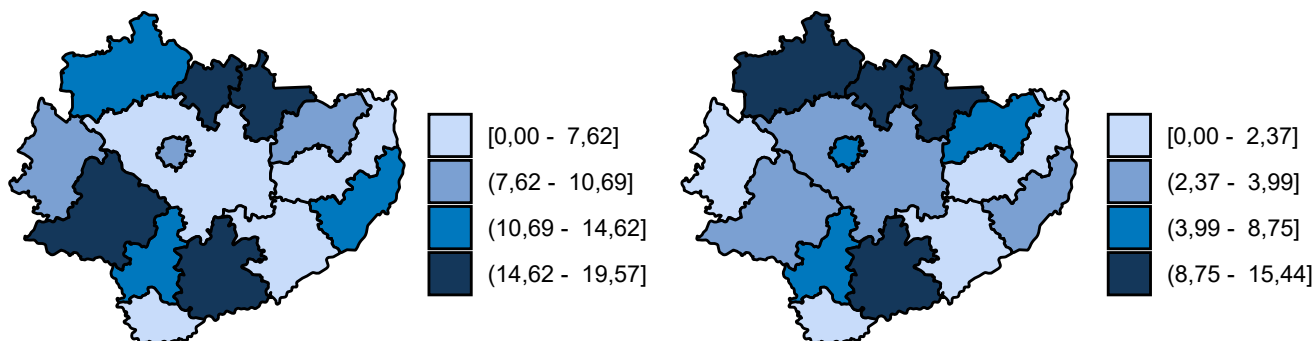 [0,00 - 7,62]
(7,62 - 10,69]
(10,69 - 14,62]
(14,62 - 19,57]
[0,00 - 2,37]
(2,37 - 3,99]
(3,99 - 8,75]
(8,75 - 15,44]